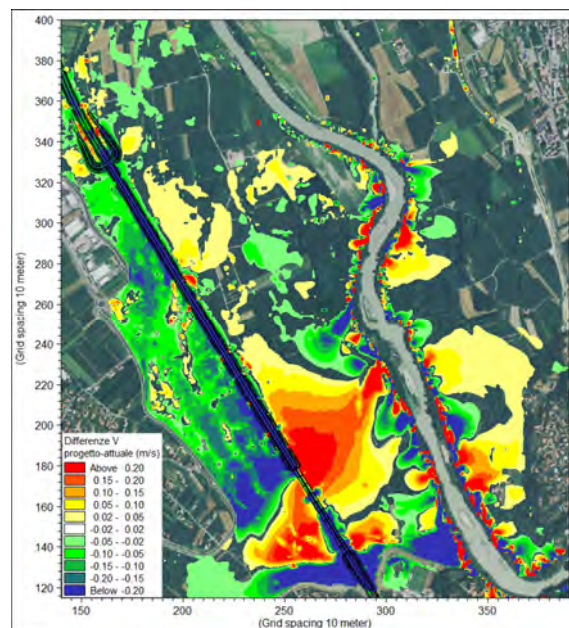 400
380
360
340
320
300
280
260
240
220
200
180
160
140
120
(Grid spacing 10 meter)
Differenze V
progetto-attuale (m/s)
Above 0.20
0.15 - 0.20
0.10 - 0.15
0.05 - 0.10
0.02 - 0.05
-0.02 - 0.02
-0.05 - -0.02
-0.10 - -0.05
-0.15 - -0.10
-0.20 - -0.15
Below -0.20
150 200 250 300 350
(Grid spacing 10 meter)